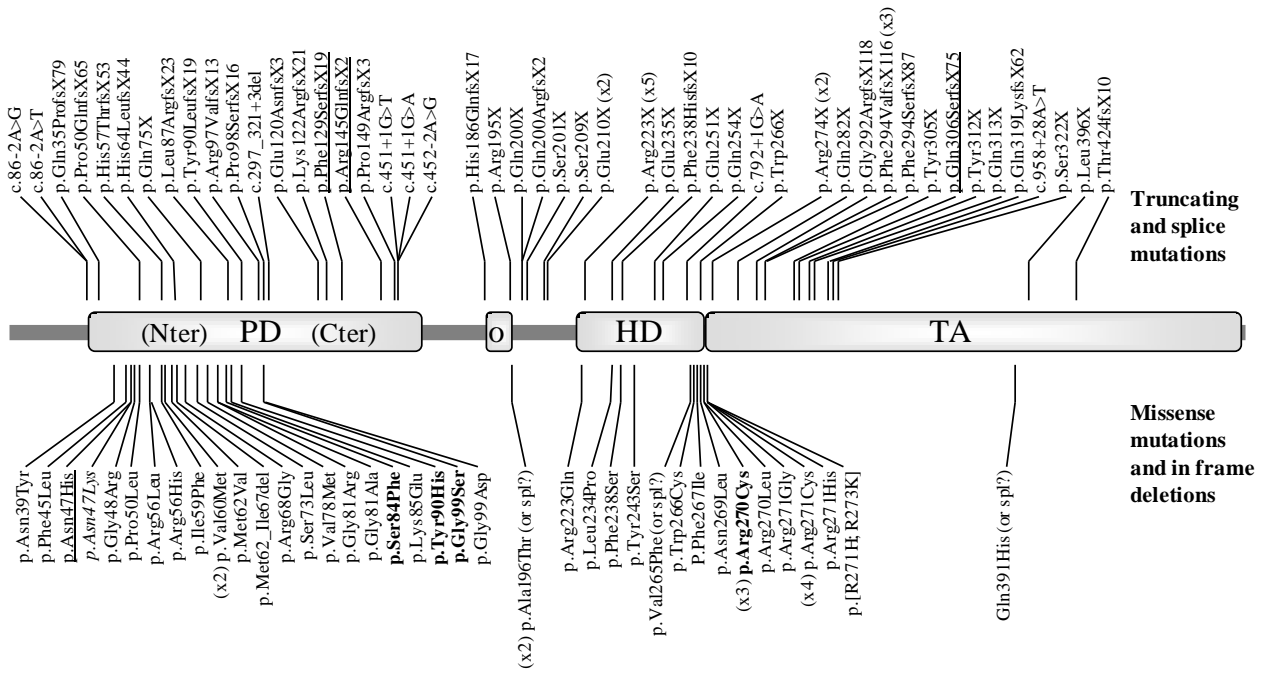 c.86-2A>G
c.86-2A>T
p.Gln35ProfsX79
p.Pro50GlnfsX65
p.His57ThrfsX53
p.His64LeufsX44
p.Gln75X
p.Leu87ArgfsX23
p.Tyr90LeufsX19
p.Arg97ValfsX13
p.Pro98SerfsX16
c.297_321+3del
p.Glu120AsnfsX3
p.Lys122ArgfsX21
p.Phe129SerfsX19
p.Arg145GlnfsX2
p.Pro149ArgfsX3
c.451+1G>T
c.451+1G>A
c.452-2A>G
p.His186GlnfsX17
p.Arg195X
p.Gln200X
p.Gln200ArgfsX2
p.Ser201X
p.Ser209X
p.Glu210X (x2)
p.Arg223X (x5)
p.Glu235X
p.Phe238HisfsX10
p.Glu251X
p.Gln254X
c.792+1G>A
p.Trp266X
p.Arg274X (x2)
p.Gln282X
p.Gly292ArgfsX118
p.Phe294ValfsX116 (x3)
p.Phe294SerfsX87
p.Tyr305X
p.Gln306SerfsX75
p.Tyr312X
p.Gln313X
p.Gln319LysfsX62
c.958+28A>T
p.Ser322X
p.Leu396X
p.Thr424fsX10
Truncating
and splice
mutations
(Nter) PD (Cter)
O
HD
TA
Missense
mutations
and in frame
deletions
p.Asn39Tyr
p.Phe45Leu
p.Asn47His
p.Asn47Lys
p.Gly48Arg
p.Pro50Leu
p.Arg56Leu
p.Arg56His
p.Ile59Phe
(x2) p.Val60Met
p.Met62Val
p.Met62_Ile67del
p.Arg68Gly
p.Ser73Leu
p.Val78Met
p.Gly81Arg
p.Gly81Ala
p.Ser84Phe
p.Lys85Glu
p.Tyr90His
p.Gly99Ser
p.Gly99Asp
(x2) p.Ala196Thr (or spl?)
p.Arg223Gln
p.Leu234Pro
p.Phe238Ser
p.Tyr243Ser
p.Val265Phe (or spl?)
p.Trp266Cys
p.Phe267Ile
p.Asn269Leu
(x3) p.Arg270Cys
p.Arg270Leu
p.Arg271Gly
(x4) p.Arg271Cys
p.Arg271His
p.[R271H; R273K]
Gln391His (or spl?)